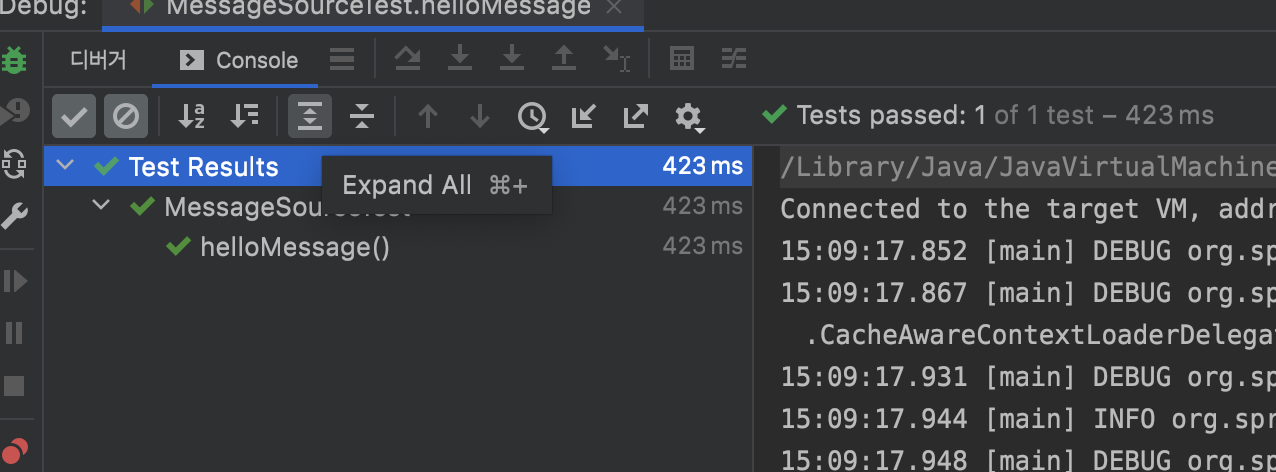 Debug: MessageSourceTest.helloMessage
디버거 Console
Tests passed: 1 of 1 test – 423 ms
Test Results 423 ms
Expand All ⌘+
MessageSourceTest 423 ms
helloMessage() 423 ms
/Library/Java/JavaVirtualMachine
Connected to the target VM, addr
15:09:17.852 [main] DEBUG org.sp
15:09:17.867 [main] DEBUG org.sp
.CacheAwareContextLoaderDelegat
15:09:17.931 [main] DEBUG org.sp
15:09:17.944 [main] INFO org.spr
15:09:17.948 [main] DEBUG org.sp